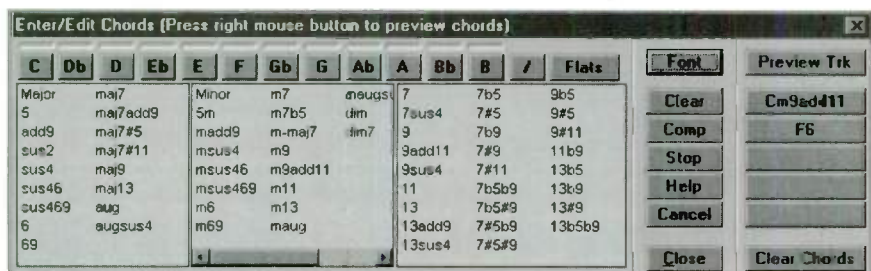 Enter/Edit Chords (Press right mouse button to preview chords)
C Db D Eb E F Gb G Ab A Bb B / Flats
Font
Preview Trk
Major maj7
5 maj7add9
add9 maj7#5
sus2 maj7#11
sus4 maj9
sus46 maj13
sus469 aug
6 augsus4
69
Minor m7
5m m7b5 dim
madd9 m-maj7 dim7
msus4 m9
msus46 m9add11
msus469 m11
m6 m13
m69 maug
7 7b5 9b5
7sus4 7#5 9#5
9 7b9 9#11
9add11 7#9 11b9
9sus4 7#11 13b5
11 7b5b9 13b9
13 7b5#9 13#9
13add9 7#5b9 13b5b9
13sus4 7#5#9
Clear
Comp
Stop
Help
Cancel
Close
Cm9add11
F6
Clear Chords